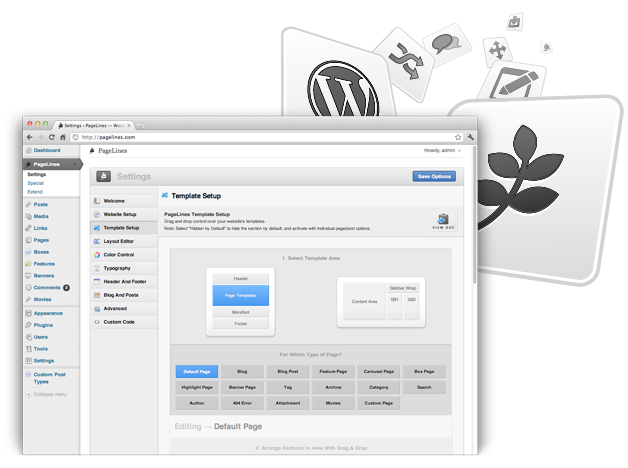 Settings ‹ PageLines — Word
http://pagelines.com
Dashboard
PageLines
Settings
Special
Extend
Posts
Media
Links
Pages
Boxes
Features
Banners
Comments 2
Movies
Appearance
Plugins
Users
Tools
Settings
Custom Post
Types
Collapse menu
PageLines
Howdy, admin
Settings
Save Options
Welcome
Website Setup
Template Setup
Layout Editor
Color Control
Typography
Header And Footer
Blog And Posts
Advanced
Custom Code
Template Setup
PageLines Template Setup
Drag and drop control over your website's templates.
Note: Select "Hidden by Default" to hide the section by default, and activate with individual page/post options.
VIEW DOC
1. Select Template Area
Header
Page Templates
Morefoot
Footer
Content Area
Sidebar Wrap
SB1 SB2
For Which Type of Page?
Default Page Blog Blog Post Feature Page Carousel Page Box Page
Highlight Page Banner Page Tag Archive Category Search
Author 404 Error Attachment Movies Custom Page
Editing → Default Page
2. Arrange Sections In Area With Drag & Drop